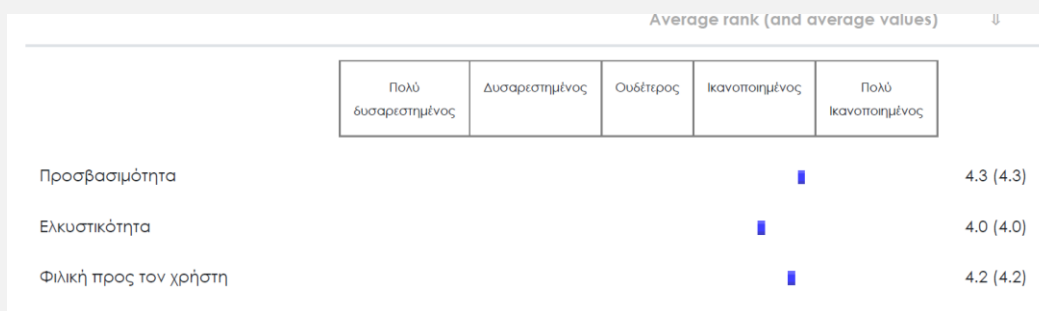 Average rank (and average values) ⇓
Πολύ δυσαρεστημένος Δυσαρεστημένος Ουδέτερος Ικανοποιημένος Πολύ Ικανοποιημένος
Προσβασιμότητα 4.3 (4.3)
Ελκυστικότητα 4.0 (4.0)
Φιλική προς τον χρήστη 4.2 (4.2)